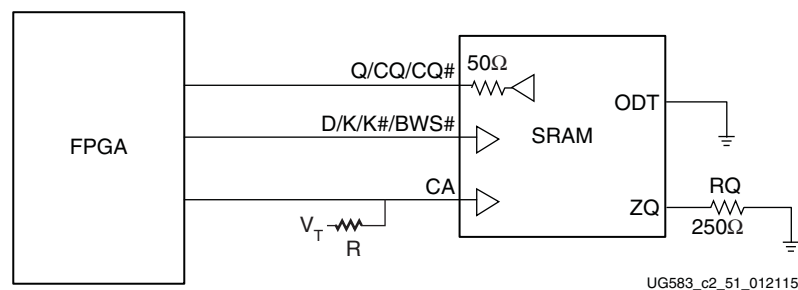 FPGA
Q/CQ/CQ#
50Ω
D/K/K#/BWS#
SRAM
ODT
CA
V_T
R
ZQ
RQ
250Ω
UG583_c2_51_012115